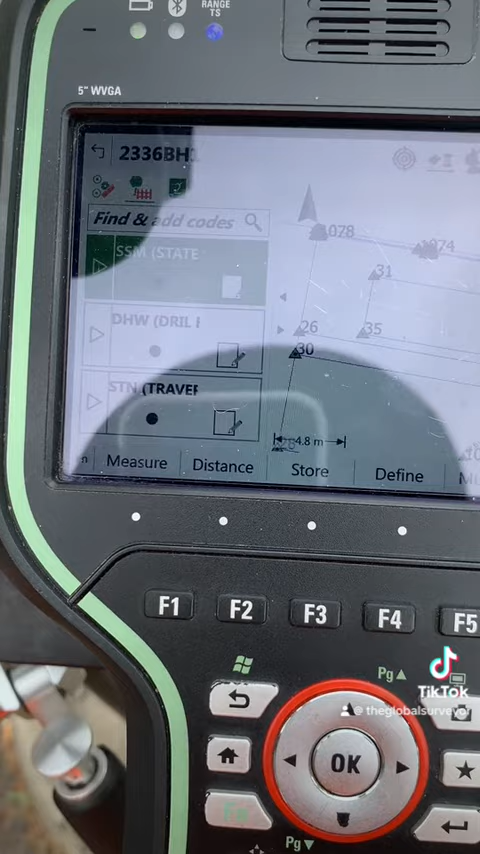 RANGE
TS
5" WVGA
2336BH
Find & add codes
SSM (STATE
DHW (DRIL
STN (TRAVER
078
074
31
26
35
30
4.8 m
Measure
Distance
Store
Define
F1
F2
F3
F4
F5
Pg▲
TikTok
@ theglobalsurveyor
OK
Fn
Pg▼